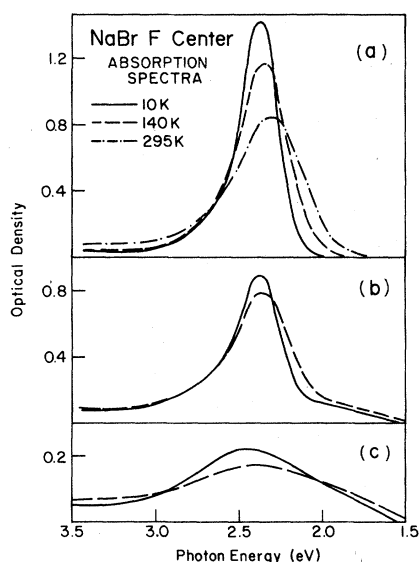 NaBr F Center
ABSORPTION
SPECTRA
10K
140K
295K
(a)
1.2
0.8
0.4
Optical Density
(b)
0.8
0.4
(c)
0.2
3.5 3.0 2.5 2.0 1.5
Photon Energy (eV)